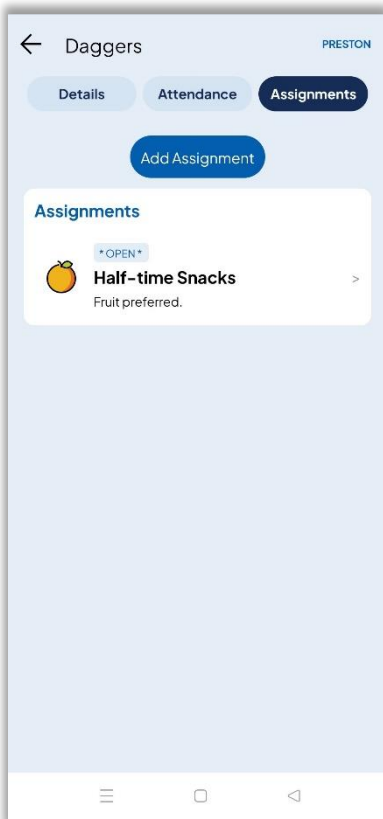 Daggers
PRESTON
Details Attendance Assignments
Add Assignment
Assignments
*OPEN*
Half-time Snacks
>
Fruit preferred.